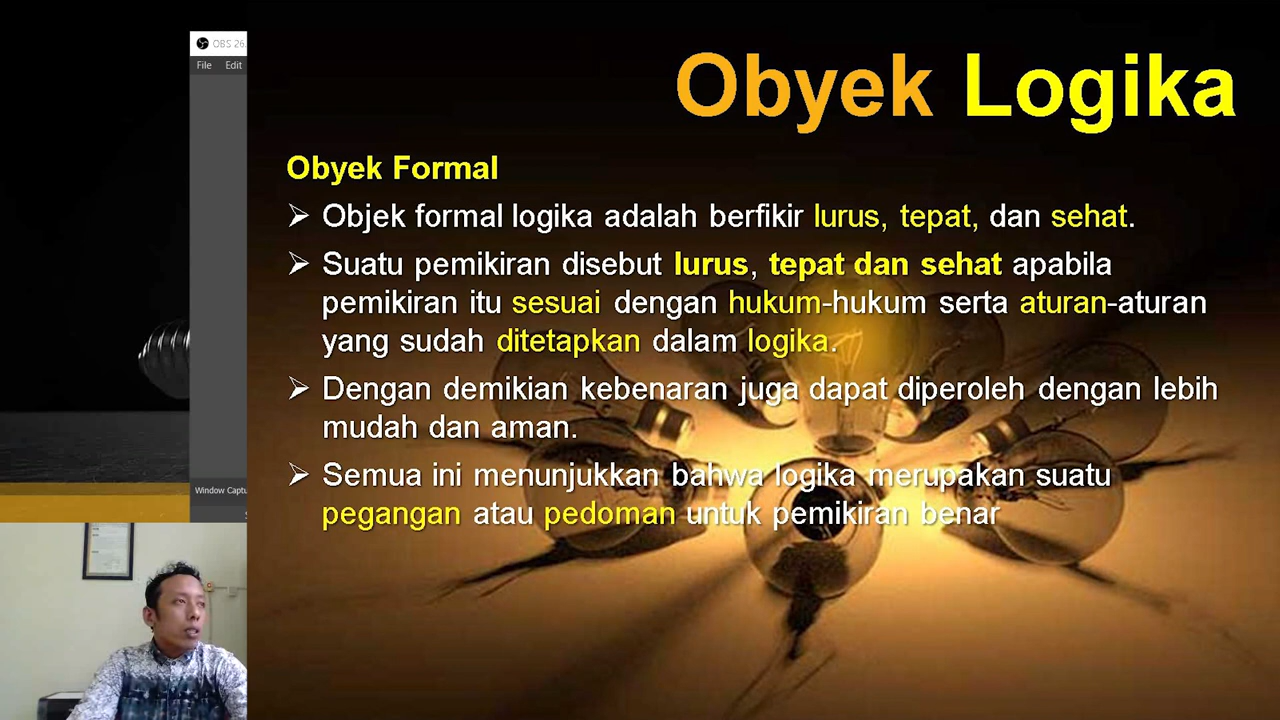 OBS 26.
File Edit
Obyek Logika
Obyek Formal
➢ Objek formal logika adalah berfikir lurus, tepat, dan sehat.
➢ Suatu pemikiran disebut lurus, tepat dan sehat apabila
pemikiran itu sesuai dengan hukum-hukum serta aturan-aturan
yang sudah ditetapkan dalam logika.
➢ Dengan demikian kebenaran juga dapat diperoleh dengan lebih
mudah dan aman.
➢ Semua ini menunjukkan bahwa logika merupakan suatu
pegangan atau pedoman untuk pemikiran benar
Window Captu